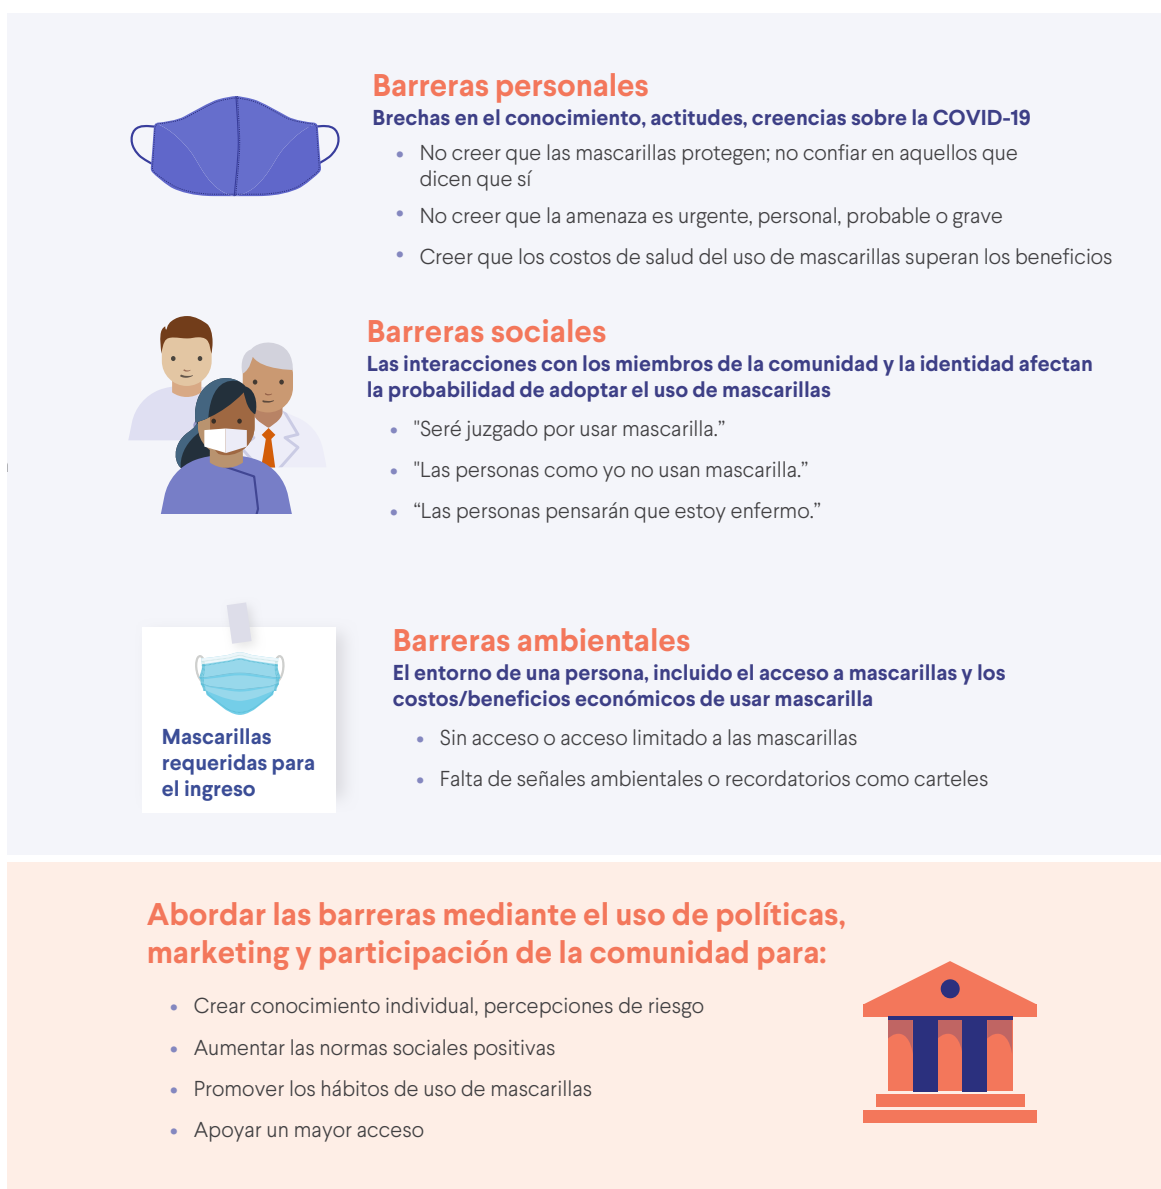 Barreras personales
Brechas en el conocimiento, actitudes, creencias sobre la COVID-19
• No creer que las mascarillas protegen; no confiar en aquellos que
dicen que sí
• No creer que la amenaza es urgente, personal, probable o grave
• Creer que los costos de salud del uso de mascarillas superan los beneficios
Barreras sociales
Las interacciones con los miembros de la comunidad y la identidad afectan
la probabilidad de adoptar el uso de mascarillas
• "Seré juzgado por usar mascarilla.”
• "Las personas como yo no usan mascarilla.”
• “Las personas pensarán que estoy enfermo.”
Mascarillas
requeridas para
el ingreso
Barreras ambientales
El entorno de una persona, incluido el acceso a mascarillas y los
costos/beneficios económicos de usar mascarilla
• Sin acceso o acceso limitado a las mascarillas
• Falta de señales ambientales o recordatorios como carteles
Abordar las barreras mediante el uso de políticas,
marketing y participación de la comunidad para:
• Crear conocimiento individual, percepciones de riesgo
• Aumentar las normas sociales positivas
• Promover los hábitos de uso de mascarillas
• Apoyar un mayor acceso